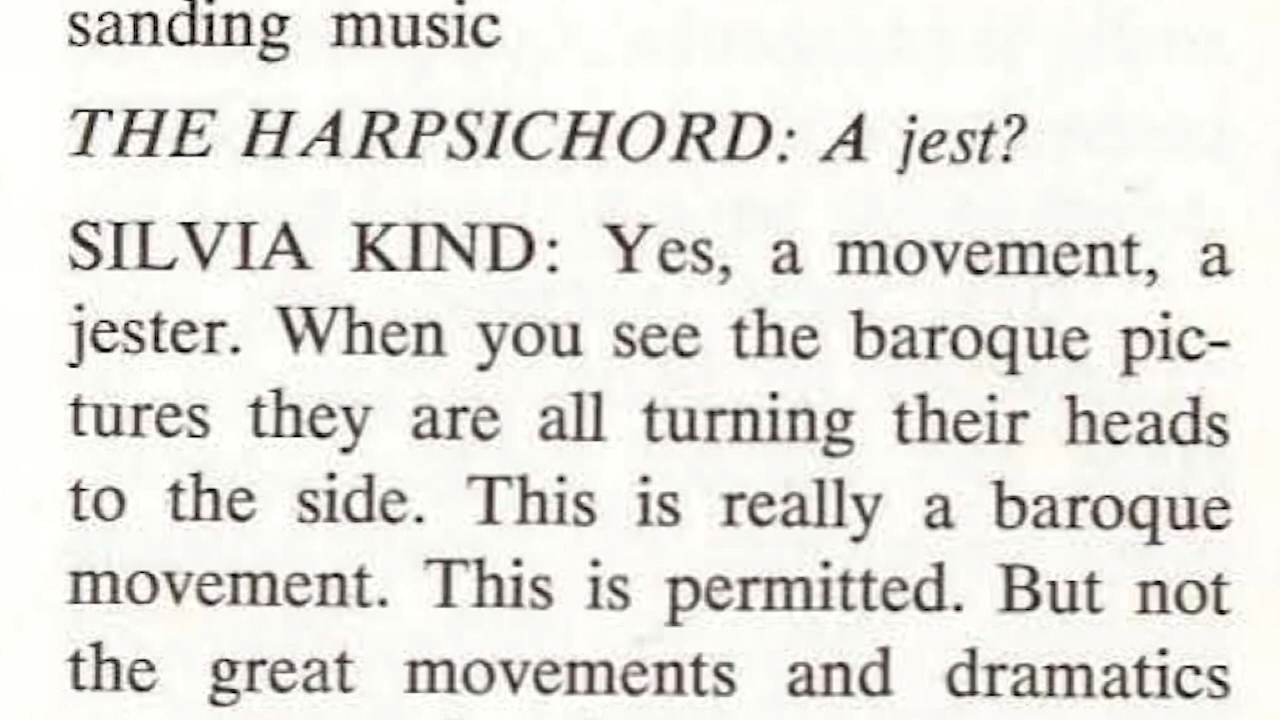 sanding music
THE HARPSICHORD: A jest?
SILVIA KIND: Yes, a movement, a
jester. When you see the baroque pic-
tures they are all turning their heads
to the side. This is really a baroque
movement. This is permitted. But not
the great movements and dramatics